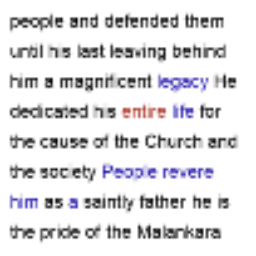 people and defended them
until his last leaving behind
him a magnificent legacy He
dedicated his entire life for
the cause of the Church and
the society People revere
him as a saintly father he is
the pride of the Malankara